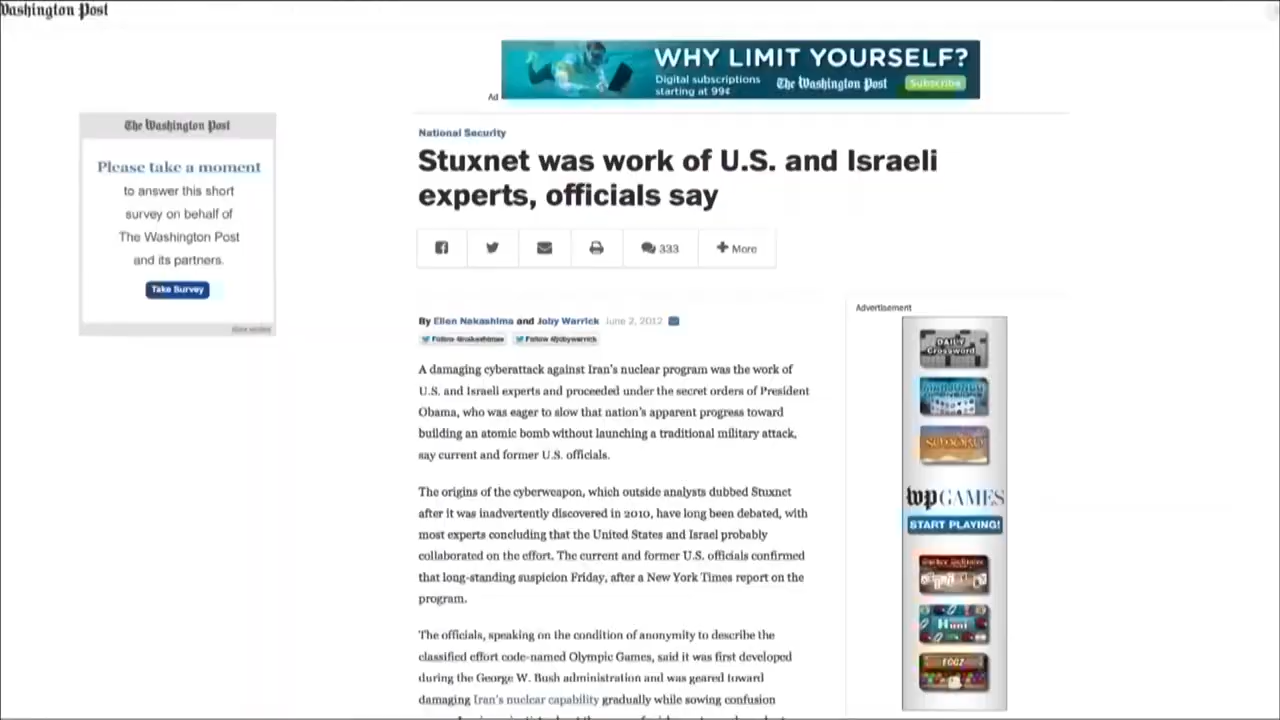 Washington Post
WHY LIMIT YOURSELF?
Digital subscriptions
starting at 99¢
The Washington Post
Subscribe
Ad
The Washington Post
Please take a moment
to answer this short
survey on behalf of
The Washington Post
and its partners.
Take Survey
National Security
Stuxnet was work of U.S. and Israeli
experts, officials say
333
More
By Ellen Nakashima and Joby Warrick June 2, 2012
Follow @nakashimae
Follow @jobywarrick
A damaging cyberattack against Iran's nuclear program was the work of
U.S. and Israeli experts and proceeded under the secret orders of President
Obama, who was eager to slow that nation's apparent progress toward
building an atomic bomb without launching a traditional military attack,
say current and former U.S. officials.
The origins of the cyberweapon, which outside analysts dubbed Stuxnet
after it was inadvertently discovered in 2010, have long been debated, with
most experts concluding that the United States and Israel probably
collaborated on the effort. The current and former U.S. officials confirmed
that long-standing suspicion Friday, after a New York Times report on the
program.
The officials, speaking on the condition of anonymity to describe the
classified effort code-named Olympic Games, said it was first developed
during the George W. Bush administration and was geared toward
damaging Iran's nuclear capability gradually while sowing confusion
Advertisement
DAILY
Crossword
wp GAMES
START PLAYING!